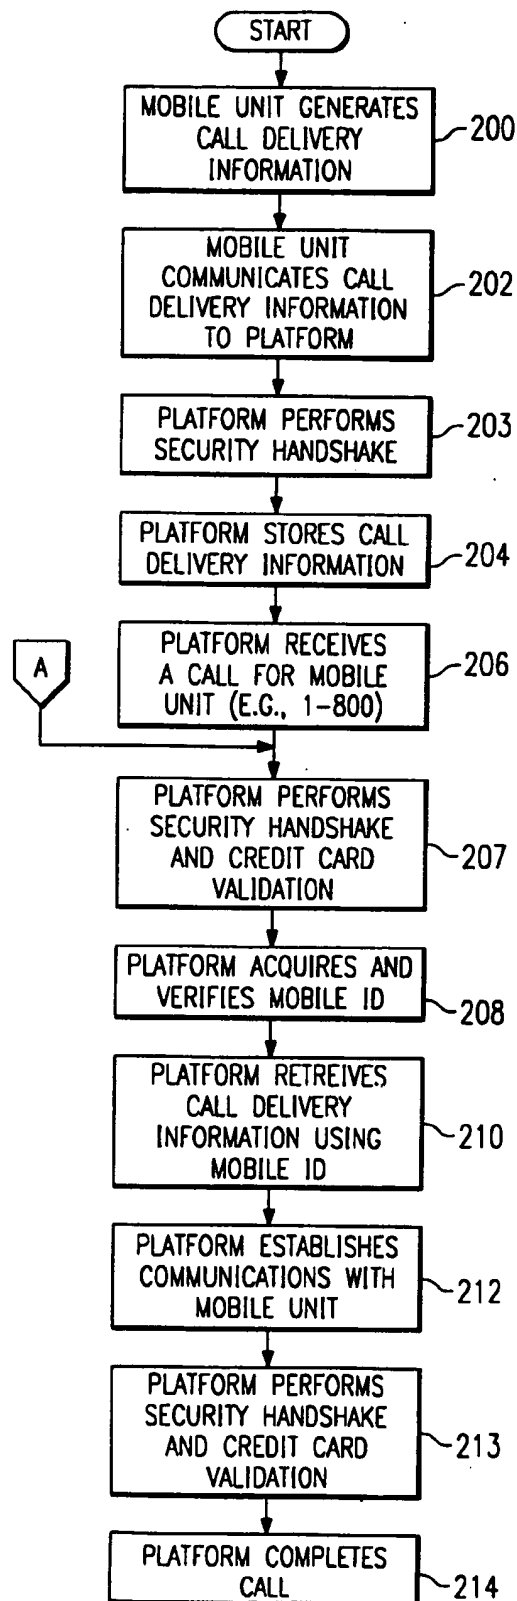 START
MOBILE UNIT GENERATES
CALL DELIVERY
INFORMATION
200
MOBILE UNIT
COMMUNICATES CALL
DELIVERY INFORMATION
TO PLATFORM
202
PLATFORM PERFORMS
SECURITY HANDSHAKE
203
PLATFORM STORES CALL
DELIVERY INFORMATION
204
PLATFORM RECEIVES
A CALL FOR MOBILE
UNIT (E.G., 1-800)
206
A
PLATFORM PERFORMS
SECURITY HANDSHAKE
AND CREDIT CARD
VALIDATION
207
PLATFORM ACQUIRES AND
VERIFIES MOBILE ID
208
PLATFORM RETREIVES
CALL DELIVERY
INFORMATION USING
MOBILE ID
210
PLATFORM ESTABLISHES
COMMUNICATIONS WITH
MOBILE UNIT
212
PLATFORM PERFORMS
SECURITY HANDSHAKE
AND CREDIT CARD
VALIDATION
213
PLATFORM COMPLETES
CALL
214